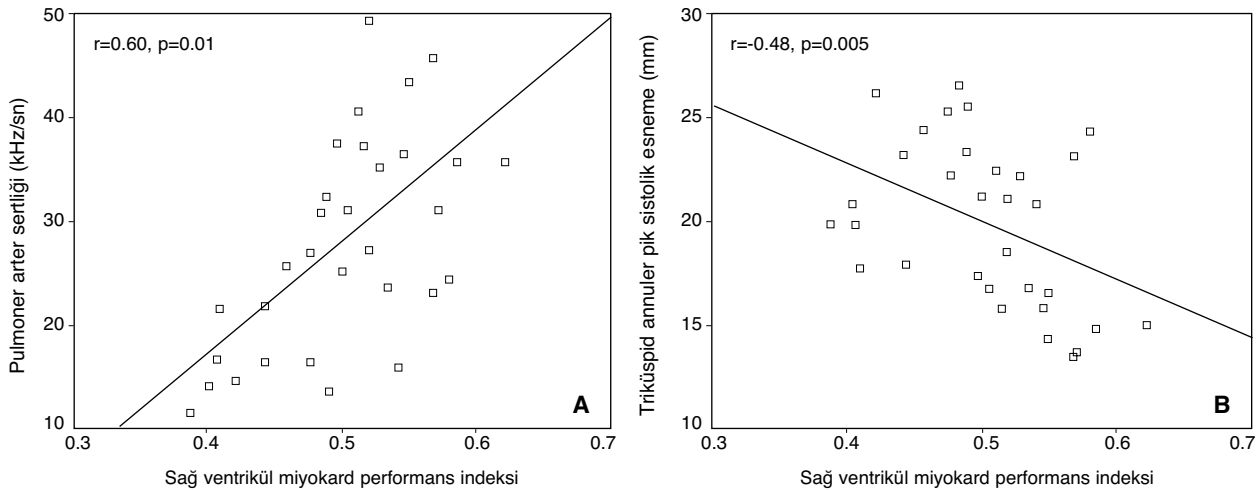 r=0.60, p=0.01
Pulmoner arter sertliği (kHz/sn)
50
40
30
20
10
0.3 0.4 0.5 0.6 0.7
A
Sağ ventrikül miyokard performans indeksi
r=-0.48, p=0.005
Triküspid annuler pik sistolik esneme (mm)
30
25
20
15
10
0.3 0.4 0.5 0.6 0.7
B
Sağ ventrikül miyokard performans indeksi